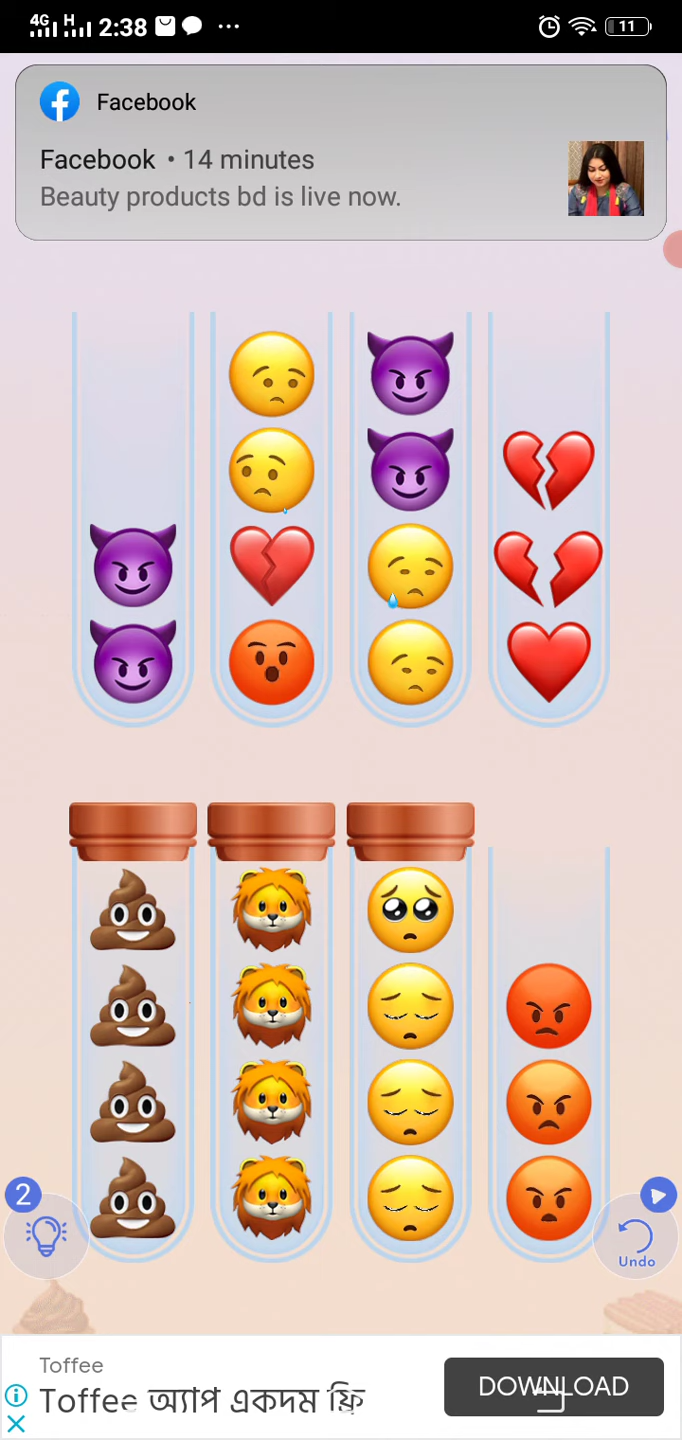 4G H 2:38 11
Facebook
Facebook • 14 minutes
Beauty products bd is live now.
2
Undo
Toffee
Toffee অ্যাপ একদম ফ্রি
DOWNLOAD